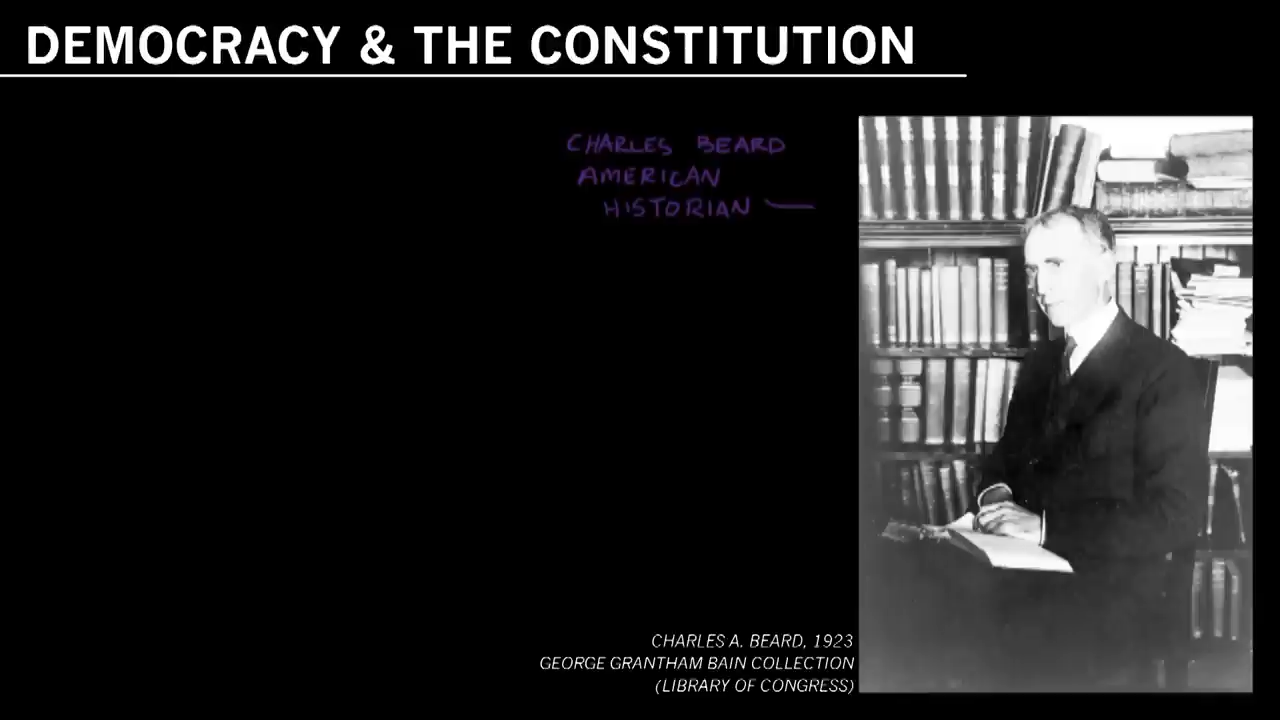 DEMOCRACY & THE CONSTITUTION
CHARLES BEARD
AMERICAN
HISTORIAN —
CHARLES A. BEARD, 1923
GEORGE GRANTHAM BAIN COLLECTION
(LIBRARY OF CONGRESS)